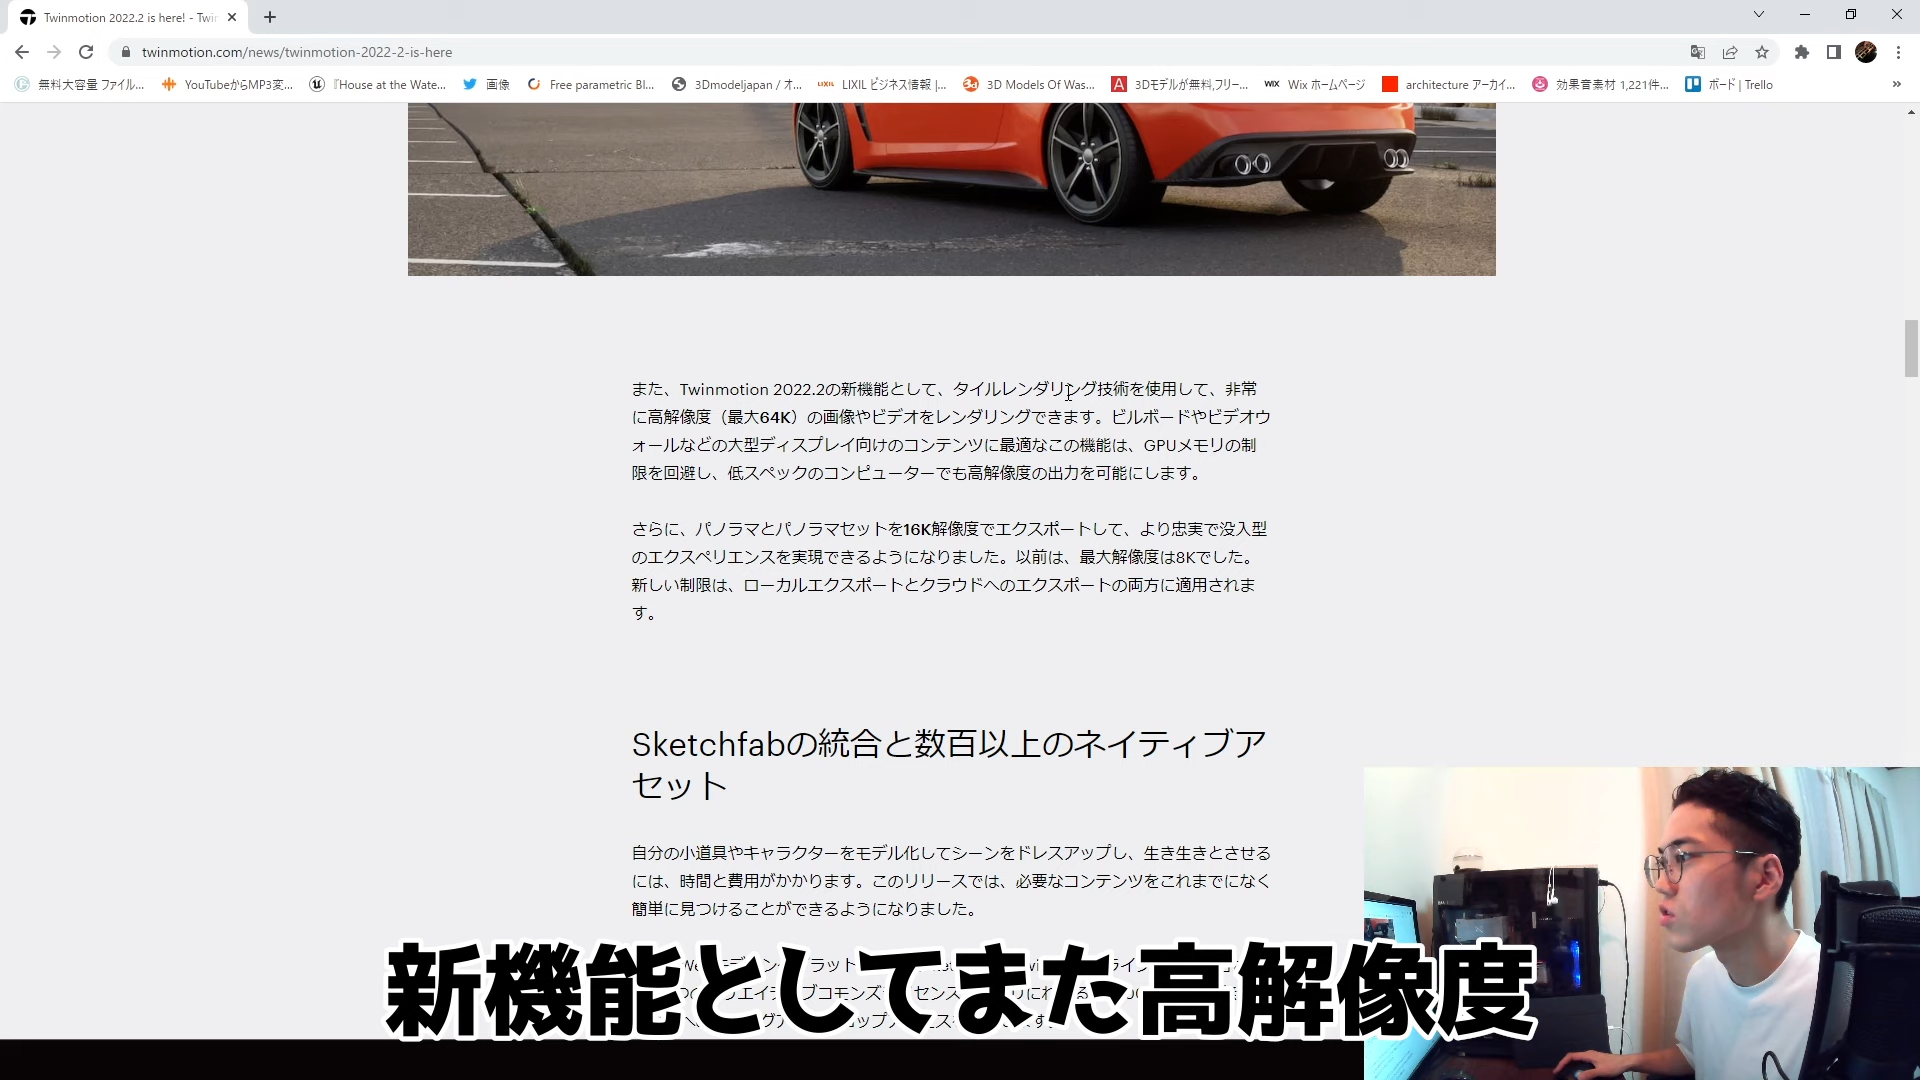 Twinmotion 2022.2 is here! - Twin
twinmotion.com/news/twinmotion-2022-2-is-here
無料大容量 ファイル... YouTubeからMP3変... 『House at the Wate... 画像 Free parametric Bl... 3Dmodeljapan / オ... LIXIL LIXIL ビジネス情報 |... 3D Models Of Was... 3Dモデルが無料,フリー... WIX Wix ホームページ architecture アーカイ... 効果音素材 1,221件... ボード | Trello
また、Twinmotion 2022.2の新機能として、タイルレンダリング技術を使用して、非常
に高解像度（最大64K）の画像やビデオをレンダリングできます。ビルボードやビデオウ
ォールなどの大型ディスプレイ向けのコンテンツに最適なこの機能は、GPUメモリの制
限を回避し、低スペックのコンピューターでも高解像度の出力を可能にします。
さらに、パノラマとパノラマセットを16K解像度でエクスポートして、より忠実で没入型
のエクスペリエンスを実現できるようになりました。以前は、最大解像度は8Kでした。
新しい制限は、ローカルエクスポートとクラウドへのエクスポートの両方に適用されま
す。
Sketchfabの統合と数百以上のネイティブア
セット
自分の小道具やキャラクターをモデル化してシーンをドレスアップし、生き生きとさせる
には、時間と費用がかかります。このリリースでは、必要なコンテンツをこれまでになく
簡単に見つけることができるようになりました。
新機能としてまた高解像度